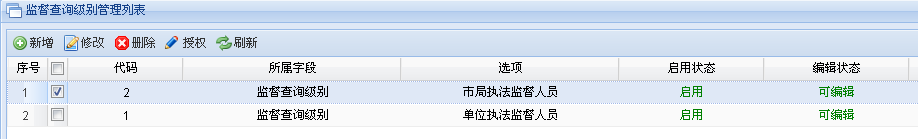 监督查询级别管理列表
新增 修改 删除 授权 刷新
序号 代码 所属字段 选项 启用状态 编辑状态
1 2 监督查询级别 市局执法监督人员 启用 可编辑
2 1 监督查询级别 单位执法监督人员 启用 可编辑